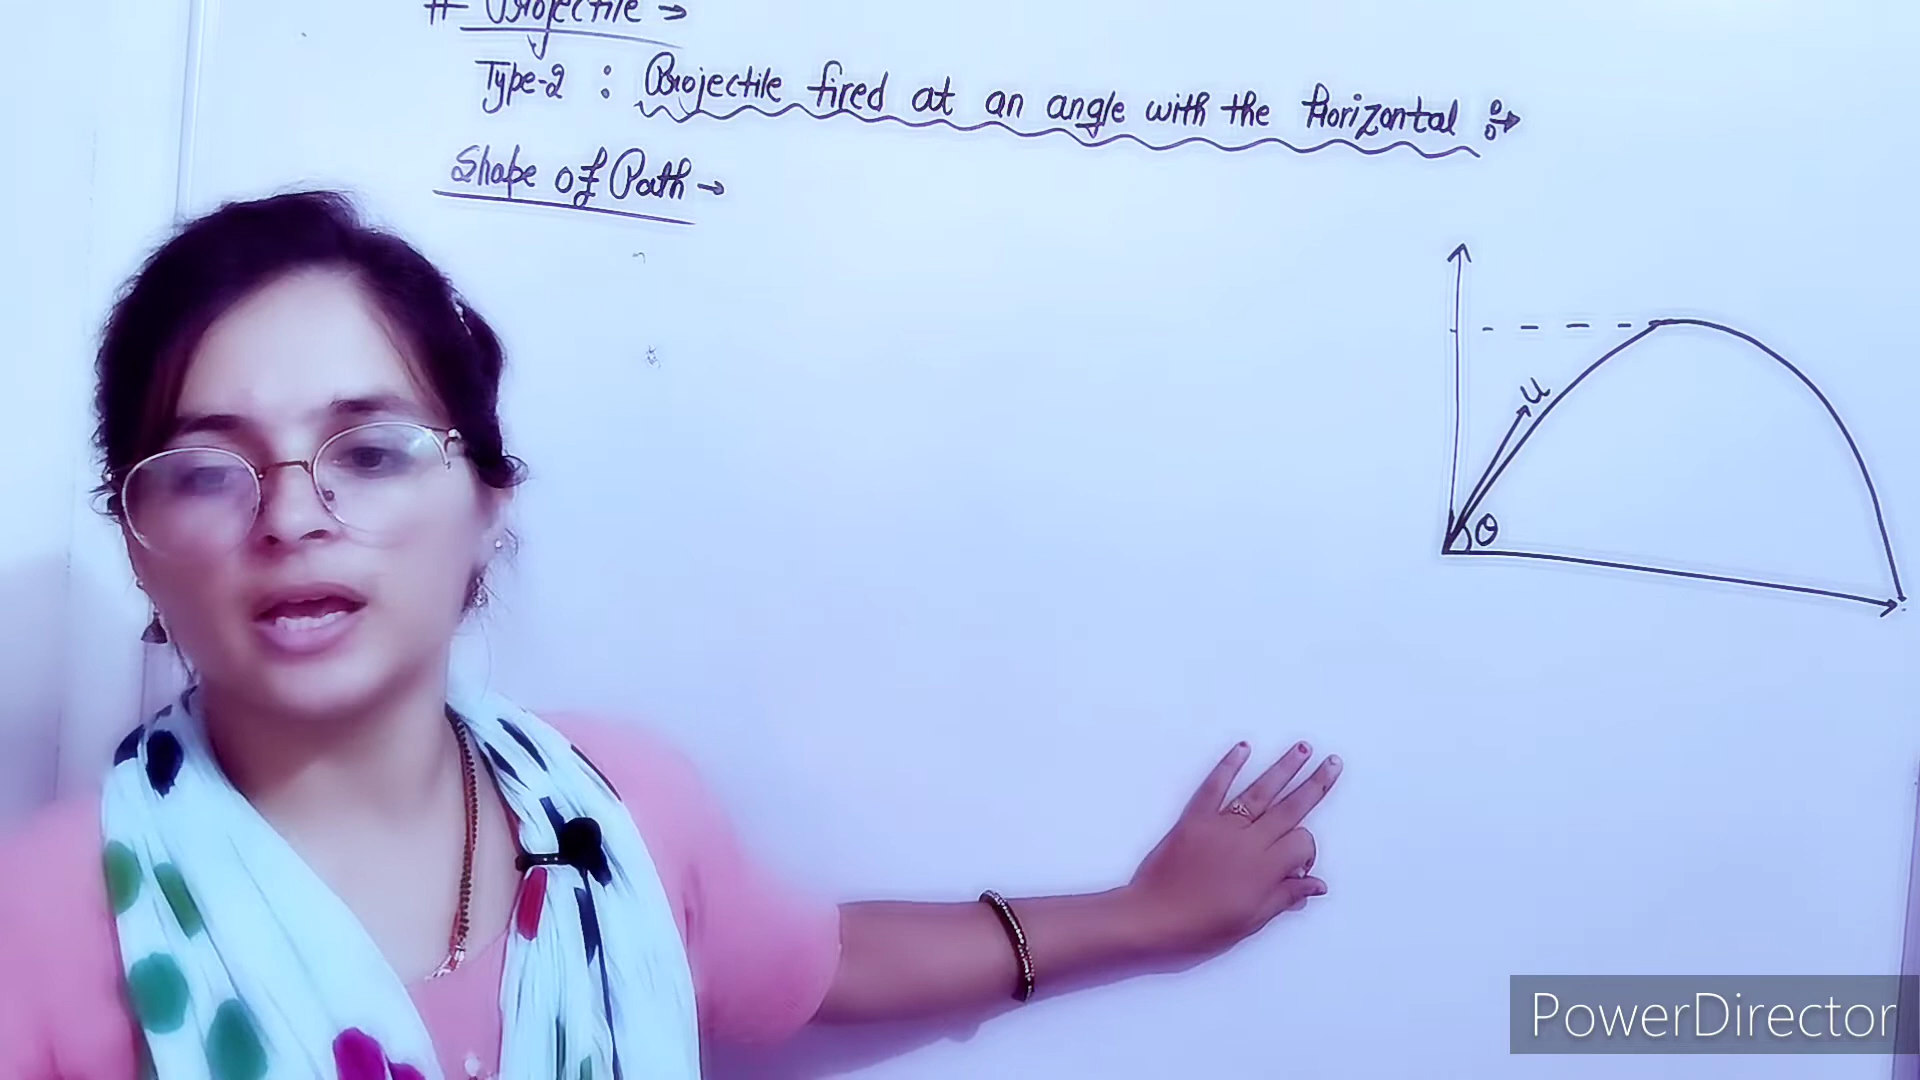 # Projectile →
Type-2 : Projectile fired at an angle with the Horizontal :→
Shape of Path →
u
θ
PowerDirector